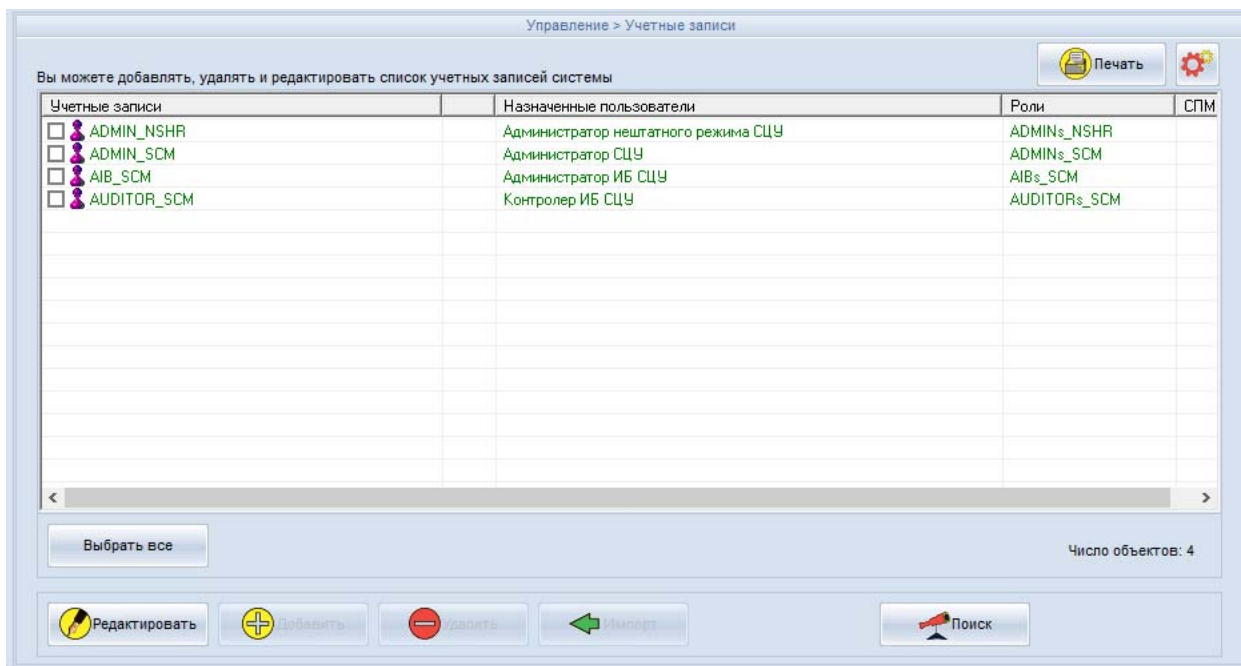 Управление > Учетные записи
Печать
Вы можете добавлять, удалять и редактировать список учетных записей системы
Учетные записи Назначенные пользователи Роли СПМ
ADMIN_NSHR Администратор нештатного режима СЦУ ADMINs_NSHR
ADMIN_SCM Администратор СЦУ ADMINs_SCM
AIB_SCM Администратор ИБ СЦУ AIBs_SCM
AUDITOR_SCM Контролер ИБ СЦУ AUDITORs_SCM
Выбрать все Число объектов: 4
Редактировать Добавить Удалить Импорт Поиск